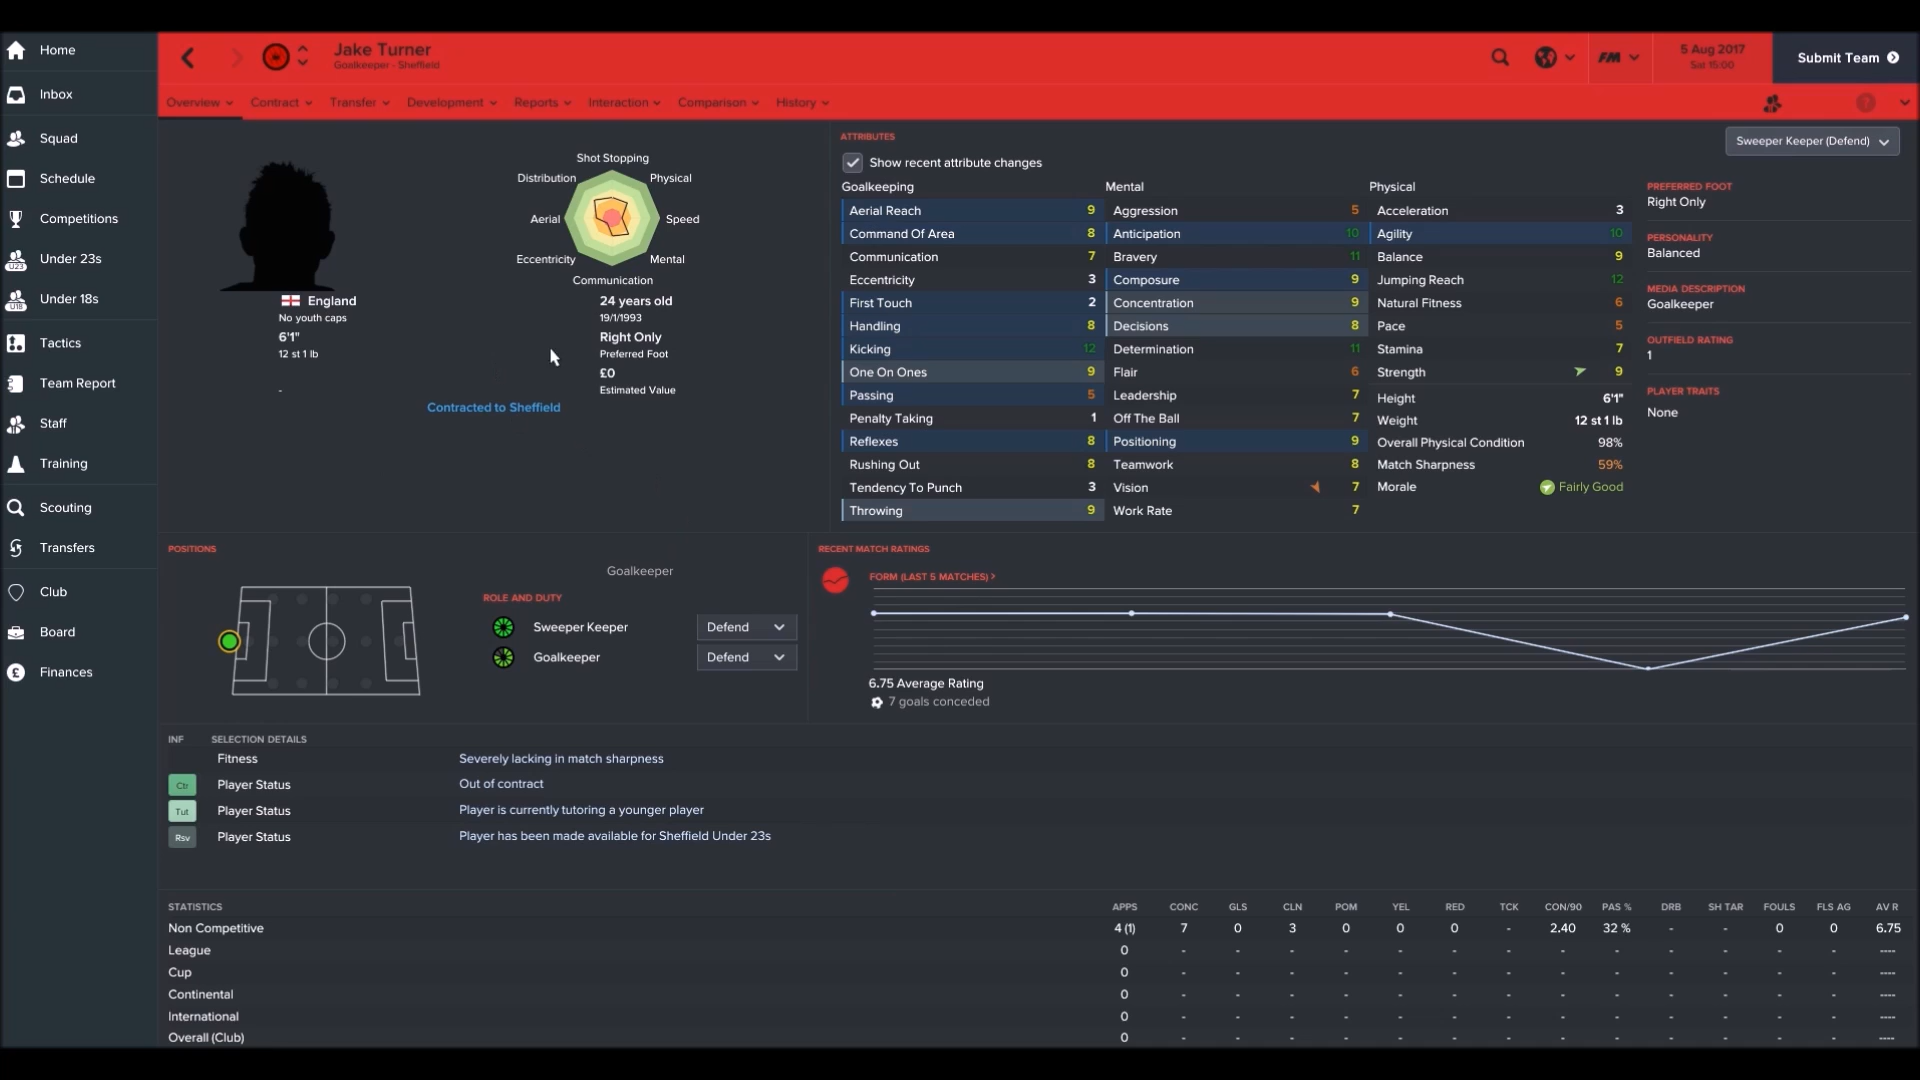 Home
Inbox
Squad
Schedule
Competitions
U23 Under 23s
U18 Under 18s
Tactics
Team Report
Staff
Training
Scouting
Transfers
Club
Board
Finances
Jake Turner
Goalkeeper - Sheffield
FM
5 Aug 2017
Sat 15:00
Submit Team
Overview Contract Transfer Development Reports Interaction Comparison History
?
Shot Stopping
Distribution Physical
Aerial Speed
Eccentricity Mental
Communication
England
No youth caps
6'1"
12 st 1 lb
-
24 years old
19/1/1993
Right Only
Preferred Foot
£0
Estimated Value
Contracted to Sheffield
ATTRIBUTES
Sweeper Keeper (Defend)
Show recent attribute changes
Goalkeeping
Aerial Reach 9
Command Of Area 8
Communication 7
Eccentricity 3
First Touch 2
Handling 8
Kicking 12
One On Ones 9
Passing 5
Penalty Taking 1
Reflexes 8
Rushing Out 8
Tendency To Punch 3
Throwing 9
Mental
Aggression 5
Anticipation 10
Bravery 11
Composure 9
Concentration 9
Decisions 8
Determination 11
Flair 6
Leadership 7
Off The Ball 7
Positioning 9
Teamwork 8
Vision 7
Work Rate 7
Physical
Acceleration 3
Agility 10
Balance 9
Jumping Reach 12
Natural Fitness 6
Pace 5
Stamina 7
Strength 9
Height 6'1"
Weight 12 st 1 lb
Overall Physical Condition 98%
Match Sharpness 59%
Morale Fairly Good
PREFERRED FOOT
Right Only
PERSONALITY
Balanced
MEDIA DESCRIPTION
Goalkeeper
OUTFIELD RATING
1
PLAYER TRAITS
None
POSITIONS
Goalkeeper
ROLE AND DUTY
Sweeper Keeper Defend
Goalkeeper Defend
RECENT MATCH RATINGS
FORM (LAST 5 MATCHES) >
6.75 Average Rating
7 goals conceded
INF SELECTION DETAILS
Fitness Severely lacking in match sharpness
Ctr Player Status Out of contract
Tut Player Status Player is currently tutoring a younger player
Rsv Player Status Player has been made available for Sheffield Under 23s
STATISTICS APPS CONC GLS CLN POM YEL RED TCK CON/90 PAS % DRB SH TAR FOULS FLS AG AV R
Non Competitive 4 (1) 7 0 3 0 0 0 - 2.40 32 % - - 0 0 6.75
League 0 - - - - - - - - - - - - - ----
Cup 0 - - - - - - - - - - - - - ----
Continental 0 - - - - - - - - - - - - - ----
International 0 - - - - - - - - - - - - - ----
Overall (Club) 0 - - - - - - - - - - - - - ----